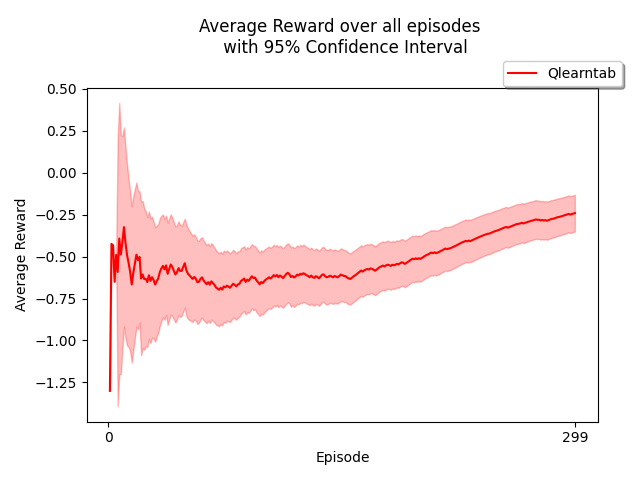 Average Reward over all episodes
with 95% Confidence Interval
Qlearntab
0.50
0.25
0.00
−0.25
−0.50
−0.75
−1.00
−1.25
Average Reward
0 299
Episode